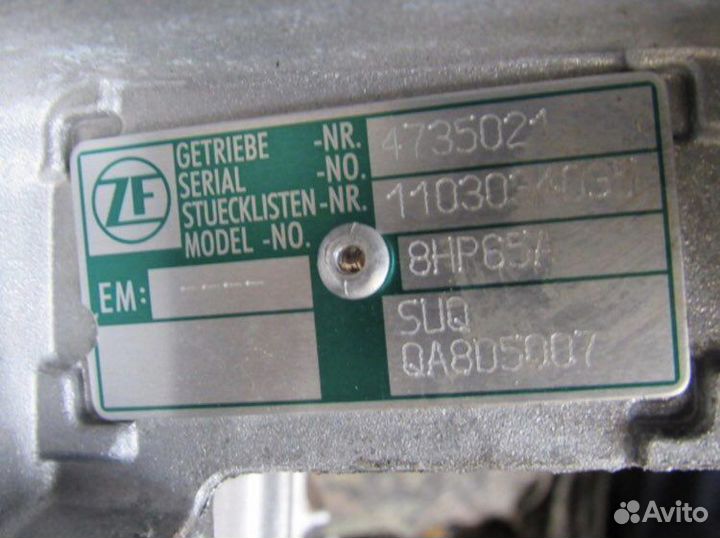 ZF
GETRIEBE -NR. 4735021
SERIAL -NO.
STUECKLISTEN-NR.
MODEL -NO. 8HP65A
EM: ----
SUQ
QA8D5007
Avito